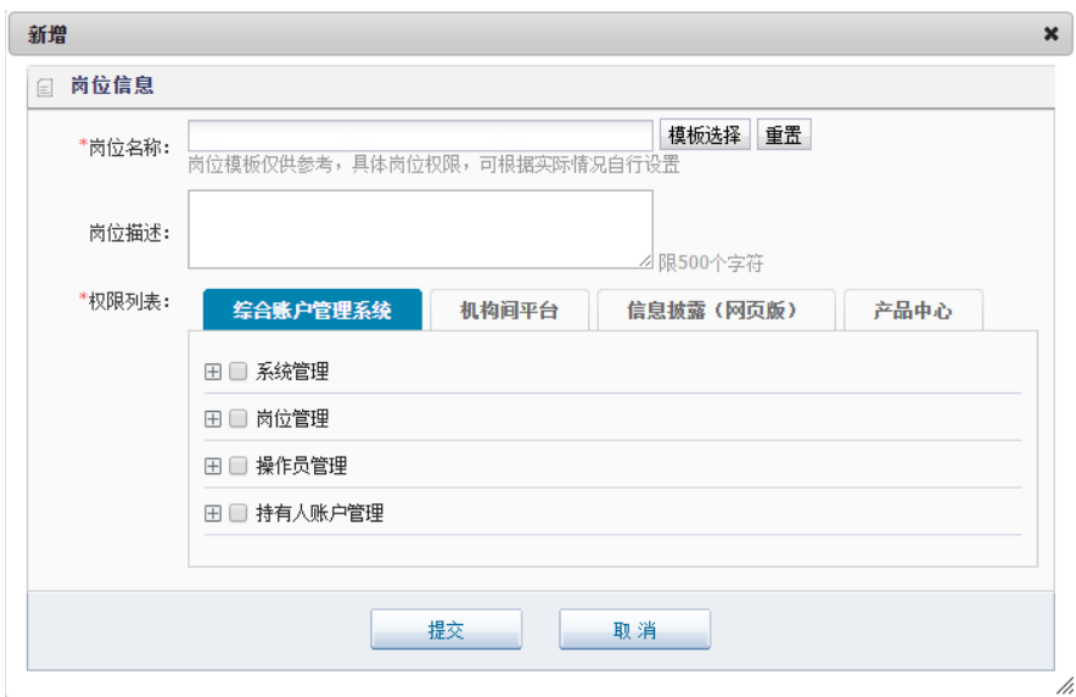 新增
岗位信息
*岗位名称: 模板选择 重置
岗位模板仅供参考，具体岗位权限，可根据实际情况自行设置
岗位描述: 限500个字符
*权限列表: 综合账户管理系统 机构间平台 信息披露（网页版） 产品中心
系统管理
岗位管理
操作员管理
持有人账户管理
提交 取消